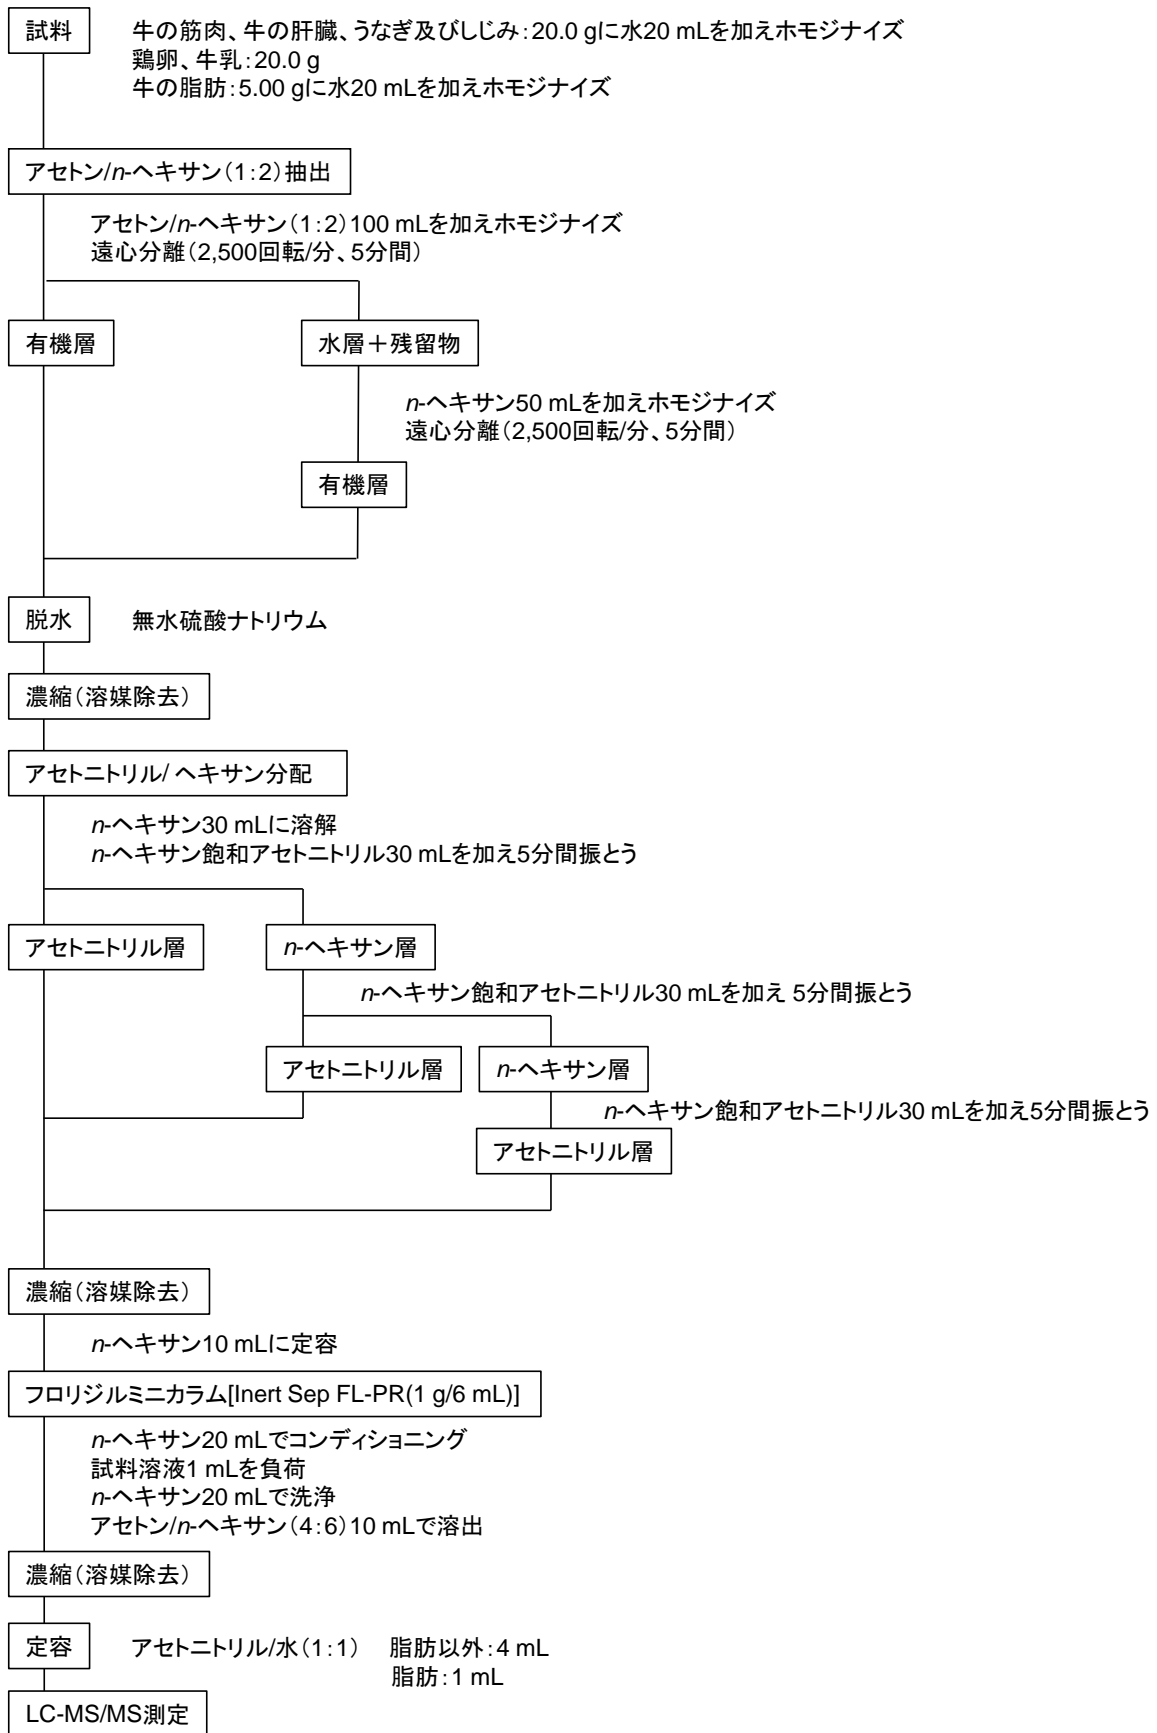 試料
牛の筋肉、牛の肝臓、うなぎ及びしじみ：20.0 gに水20 mLを加えホモジナイズ
鶏卵、牛乳：20.0 g
牛の脂肪：5.00 gに水20 mLを加えホモジナイズ
アセトン/n-ヘキサン（1：2）抽出
アセトン/n-ヘキサン（1：2）100 mLを加えホモジナイズ
遠心分離（2,500回転/分、5分間）
有機層
水層＋残留物
n-ヘキサン50 mLを加えホモジナイズ
遠心分離（2,500回転/分、5分間）
有機層
脱水
無水硫酸ナトリウム
濃縮（溶媒除去）
アセトニトリル/ ヘキサン分配
n-ヘキサン30 mLに溶解
n-ヘキサン飽和アセトニトリル30 mLを加え5分間振とう
アセトニトリル層
n-ヘキサン層
n-ヘキサン飽和アセトニトリル30 mLを加え 5分間振とう
アセトニトリル層
n-ヘキサン層
n-ヘキサン飽和アセトニトリル30 mLを加え5分間振とう
アセトニトリル層
濃縮（溶媒除去）
n-ヘキサン10 mLに定容
フロリジルミニカラム[Inert Sep FL-PR(1 g/6 mL)]
n-ヘキサン20 mLでコンディショニング
試料溶液1 mLを負荷
n-ヘキサン20 mLで洗浄
アセトン/n-ヘキサン（4：6）10 mLで溶出
濃縮（溶媒除去）
定容
アセトニトリル/水（1：1） 脂肪以外：4 mL
脂肪：1 mL
LC-MS/MS測定